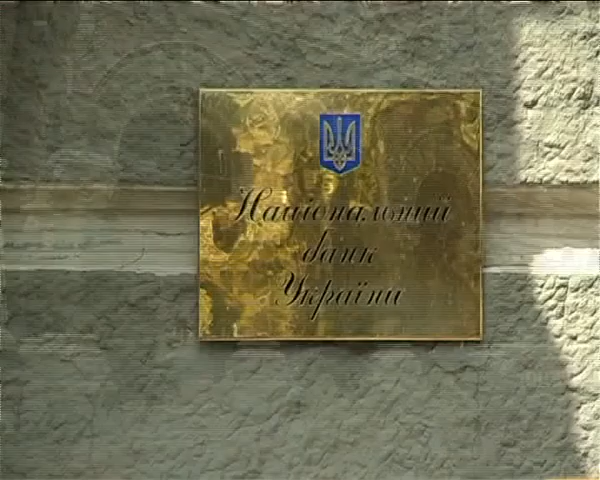 Національний
банк
України